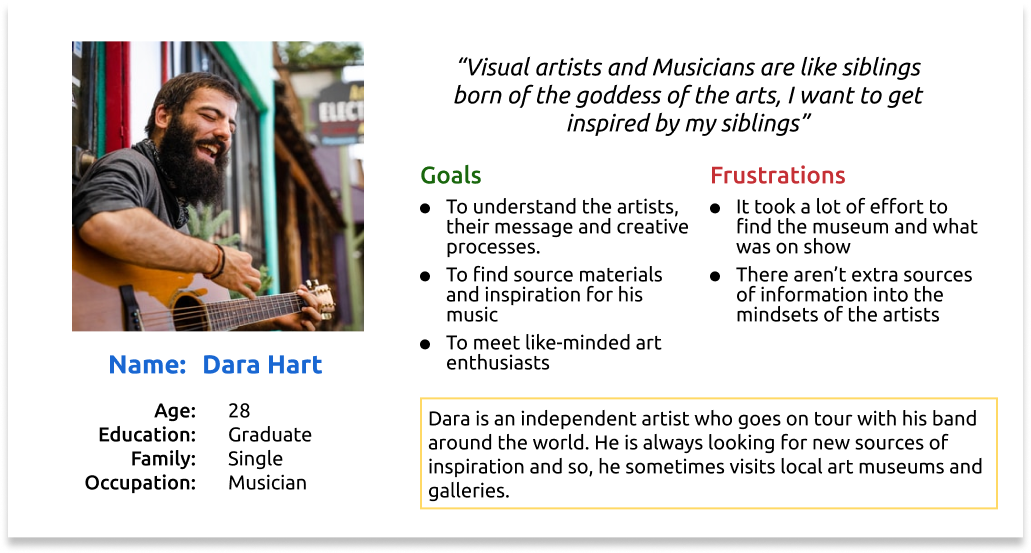 “Visual artists and Musicians are like siblings
born of the goddess of the arts, I want to get
inspired by my siblings”
ELECT
Name: Dara Hart
Age: 28
Education: Graduate
Family: Single
Occupation: Musician
Goals
● To understand the artists,
their message and creative
processes.
● To find source materials
and inspiration for his
music
● To meet like-minded art
enthusiasts
Frustrations
● It took a lot of effort to
find the museum and what
was on show
● There aren’t extra sources
of information into the
mindsets of the artists
Dara is an independent artist who goes on tour with his band
around the world. He is always looking for new sources of
inspiration and so, he sometimes visits local art museums and
galleries.